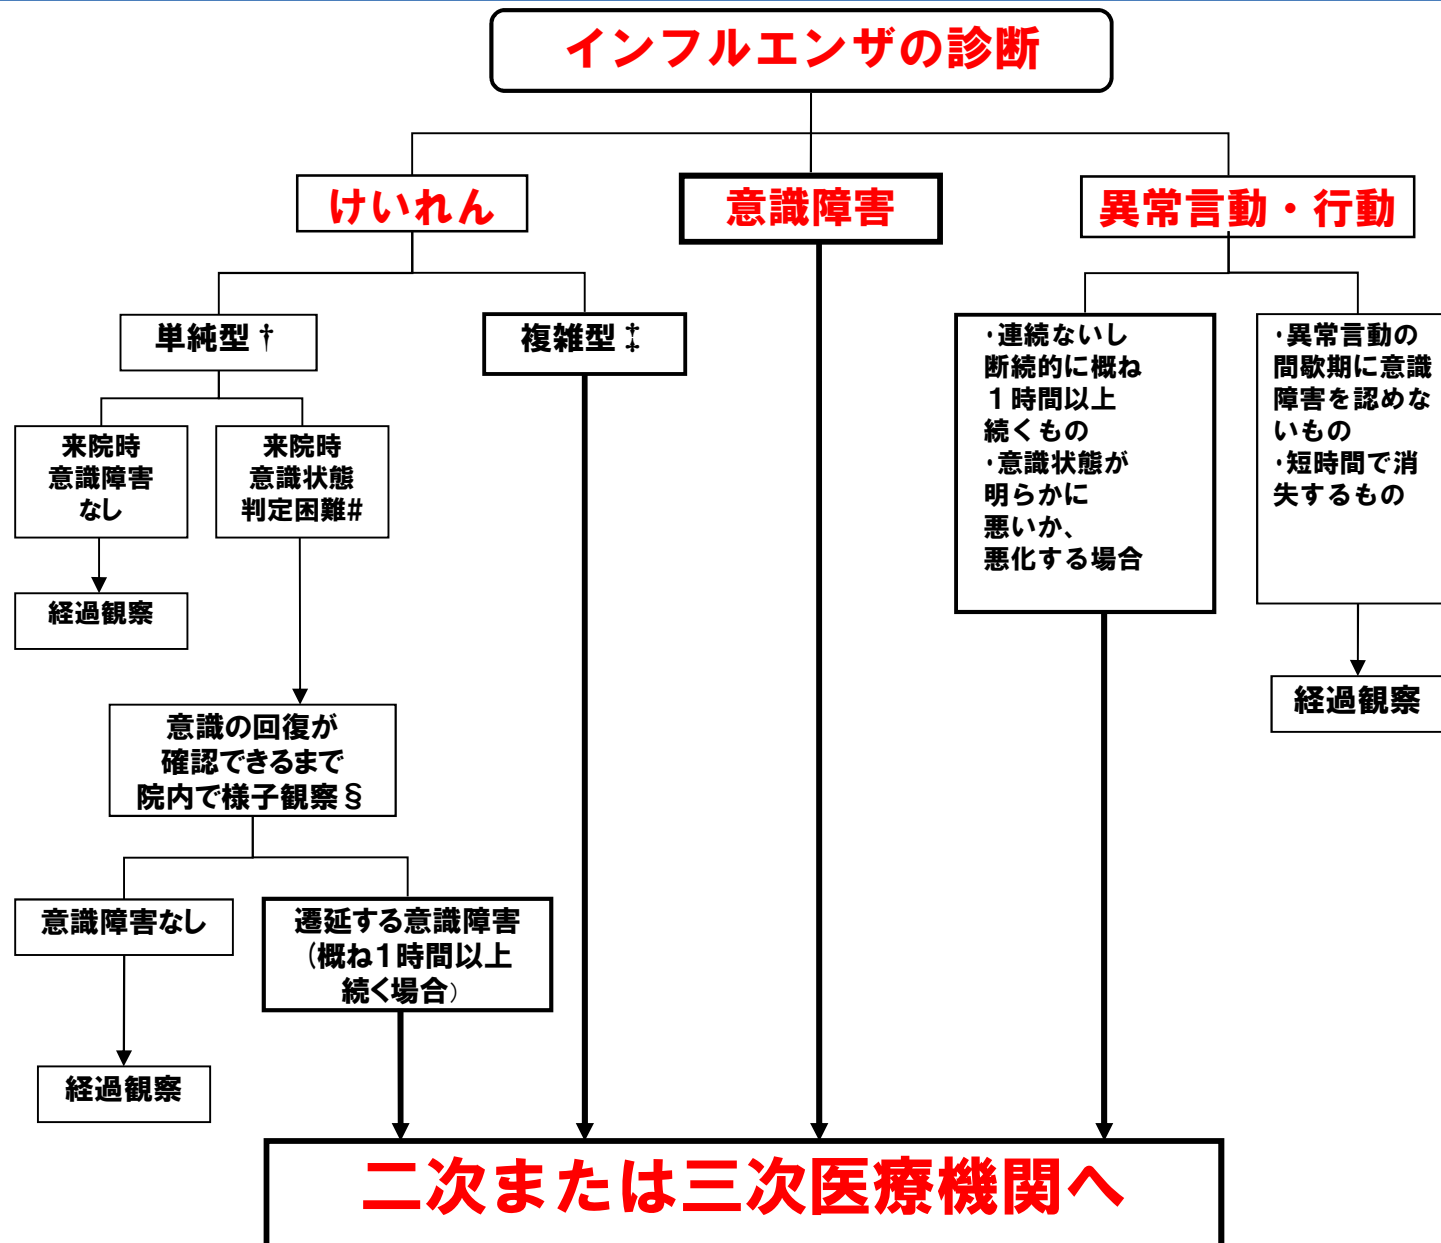 インフルエンザの診断
けいれん
意識障害
異常言動・行動
単純型†
複雑型‡
・連続ないし
断続的に概ね
1時間以上
続くもの
・意識状態が
明らかに
悪いか、
悪化する場合
・異常言動の
間歇期に意識
障害を認めな
いもの
・短時間で消
失するもの
来院時
意識障害
なし
来院時
意識状態
判定困難#
経過観察
経過観察
意識の回復が
確認できるまで
院内で様子観察§
意識障害なし
遷延する意識障害
(概ね1時間以上
続く場合)
経過観察
二次または三次医療機関へ